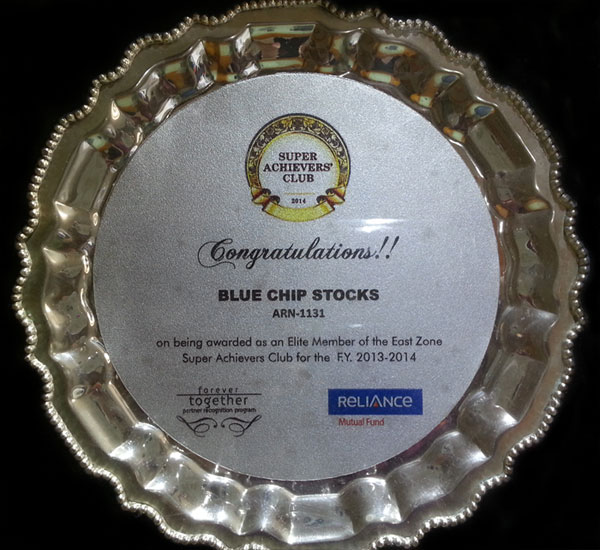 SUPER
ACHIEVERS'
CLUB
2014
Congratulations!!
BLUE CHIP STOCKS
ARN-1131
on being awarded as an Elite Member of the East Zone
Super Achievers Club for the F.Y. 2013-2014
forever
together
partner recognition program
RELIANCE
Mutual Fund